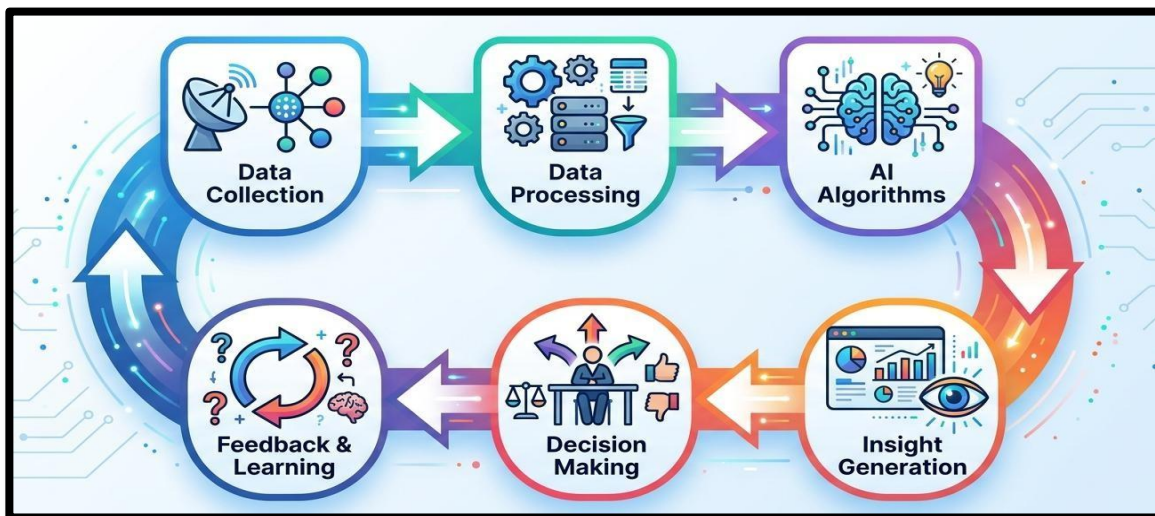 Data
Collection
Data
Processing
AI
Algorithms
Insight
Generation
Decision
Making
Feedback &
Learning